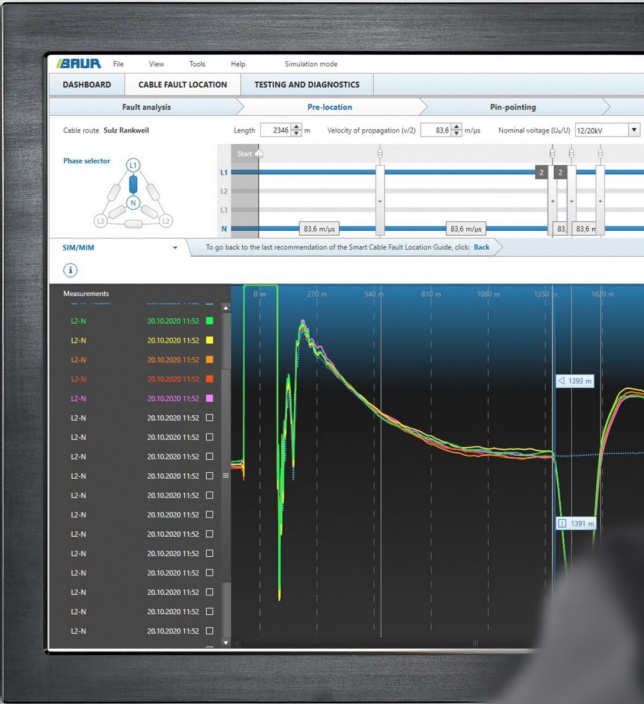 BAUR File View Tools Help Simulation mode
DASHBOARD CABLE FAULT LOCATION TESTING AND DIAGNOSTICS
Fault analysis Pre-location Pin-pointing
Cable route Sulz Rankweil Length 2346 m Velocity of propagation (v/2) 83,6 m/µs Nominal voltage (U₀/U) 12/20kV
Phase selector
Start
L1
N
L3 L2
L1 2 2
L2
L3
N 83,6 m/µs 83,6 m/µs 83, 83,6 m
SIM/MIM To go back to the last recommendation of the Smart Cable Fault Location Guide, click: Back
i
Measurements 0 m 270 m 540 m 810 m 1080 m 1350 m 1620 m
L2-N 20.10.2020 11:52
L2-N 20.10.2020 11:52
L2-N 20.10.2020 11:52
L2-N 20.10.2020 11:52
L2-N 20.10.2020 11:52
1393 m
L2-N 20.10.2020 11:52
L2-N 20.10.2020 11:52
L2-N 20.10.2020 11:52
L2-N 20.10.2020 11:52
L2-N 20.10.2020 11:52
L2-N 20.10.2020 11:52
1391 m
L2-N 20.10.2020 11:52
L2-N 20.10.2020 11:52
L2-N 20.10.2020 11:52
L2-N 20.10.2020 11:52
L2-N 20.10.2020 11:52
L2-N 20.10.2020 11:52